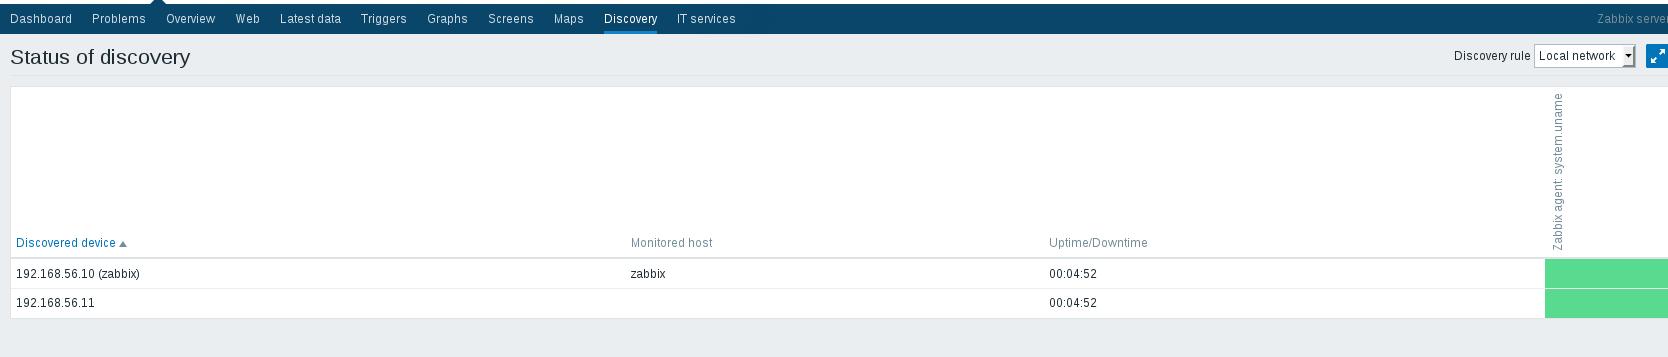 Dashboard Problems Overview Web Latest data Triggers Graphs Screens Maps Discovery IT services Zabbix server
Status of discovery Discovery rule Local network
Zabbix agent: system.uname
Discovered device Monitored host Uptime/Downtime
192.168.56.10 (zabbix) zabbix 00:04:52
192.168.56.11 00:04:52